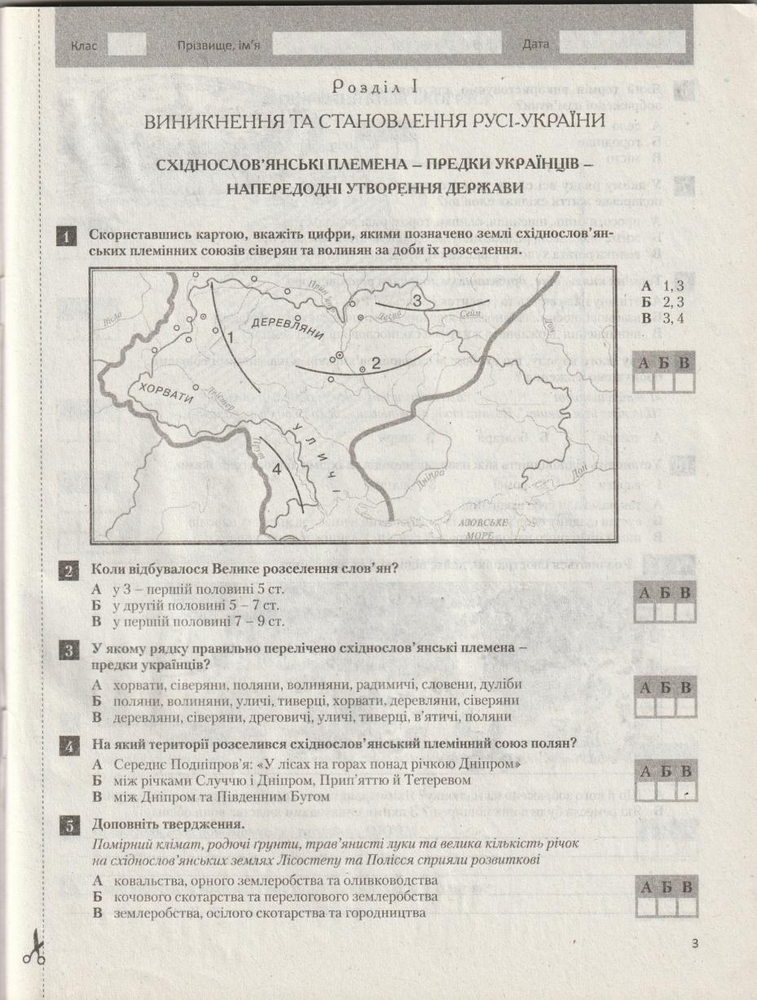 Клас Прізвище, ім'я Дата
Розділ I
ВИНИКНЕННЯ ТА СТАНОВЛЕННЯ РУСІ-УКРАЇНИ
СХІДНОСЛОВ'ЯНСЬКІ ПЛЕМЕНА – ПРЕДКИ УКРАЇНЦІВ –
НАПЕРЕДОДНІ УТВОРЕННЯ ДЕРЖАВИ
1 Скориставшись картою, вкажіть цифри, якими позначено землі східнослов'ян-
ських племінних союзів сіверян та волинян за доби їх розселення.
Вісла
Прип'ять
Десна
Сейм
Дон
ДЕРЕВЛЯНИ
1
2
3
ХОРВАТИ
Дністер
УЛИЧІ
Прут
4
Дніпро
Дон
АЗОВСЬКЕ
МОРЕ
А 1, 3
Б 2, 3
В 3, 4
А Б В
2 Коли відбувалося Велике розселення слов'ян?
А у 3 – першій половині 5 ст.
Б у другій половині 5 – 7 ст.
В у першій половині 7 – 9 ст.
А Б В
3 У якому рядку правильно перелічено східнослов'янські племена –
предки українців?
А хорвати, сіверяни, поляни, волиняни, радимичі, словени, дуліби
Б поляни, волиняни, уличі, тиверці, хорвати, деревляни, сіверяни
В деревляни, сіверяни, дреговичі, уличі, тиверці, в'ятичі, поляни
А Б В
4 На якій території розселився східнослов'янський племінний союз полян?
А Середнє Подніпров'я: «У лісах на горах понад річкою Дніпром»
Б між річками Случчю і Дніпром, Прип'яттю й Тетеревом
В між Дніпром та Південним Бугом
А Б В
5 Доповніть твердження.
Помірний клімат, родючі ґрунти, трав'янисті луки та велика кількість річок
на східнослов'янських землях Лісостепу та Полісся сприяли розвиткові
А ковальства, орного землеробства та оливководства
Б кочового скотарства та перелогового землеробства
В землеробства, осілого скотарства та городництва
А Б В
3